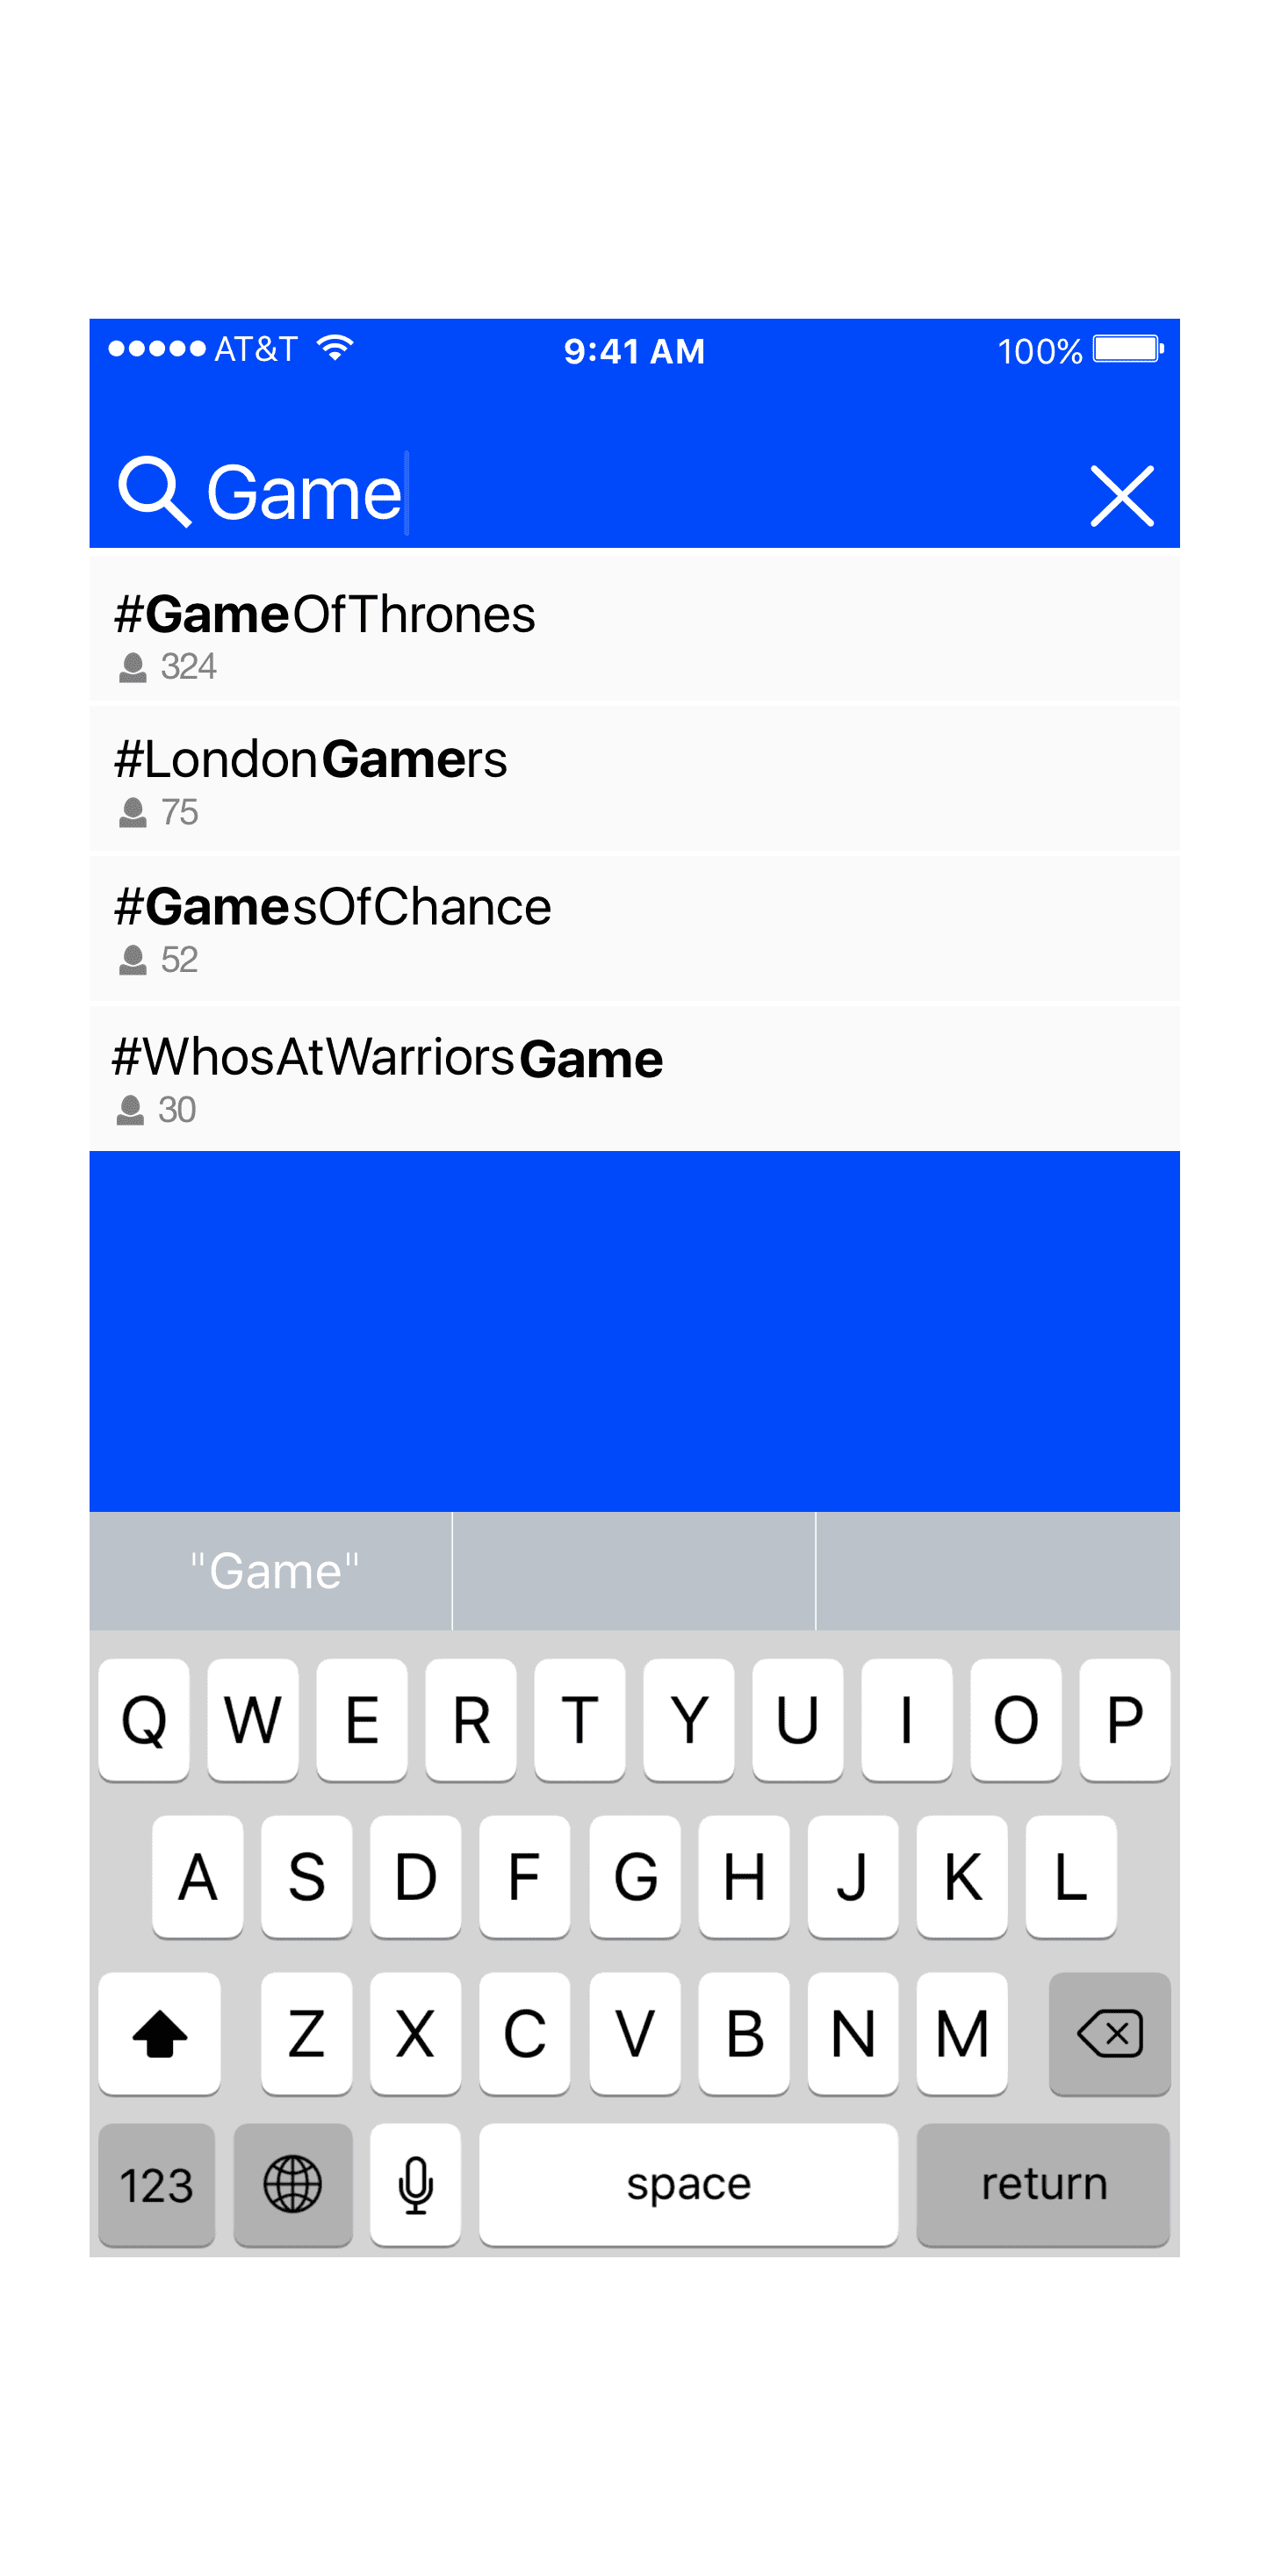 AT&T 9:41 AM 100%
Game
#GameOfThrones
324
#LondonGamers
75
#GamesOfChance
52
#WhosAtWarriorsGame
30
"Game"
Q W E R T Y U I O P
A S D F G H J K L
Z X C V B N M
123 space return